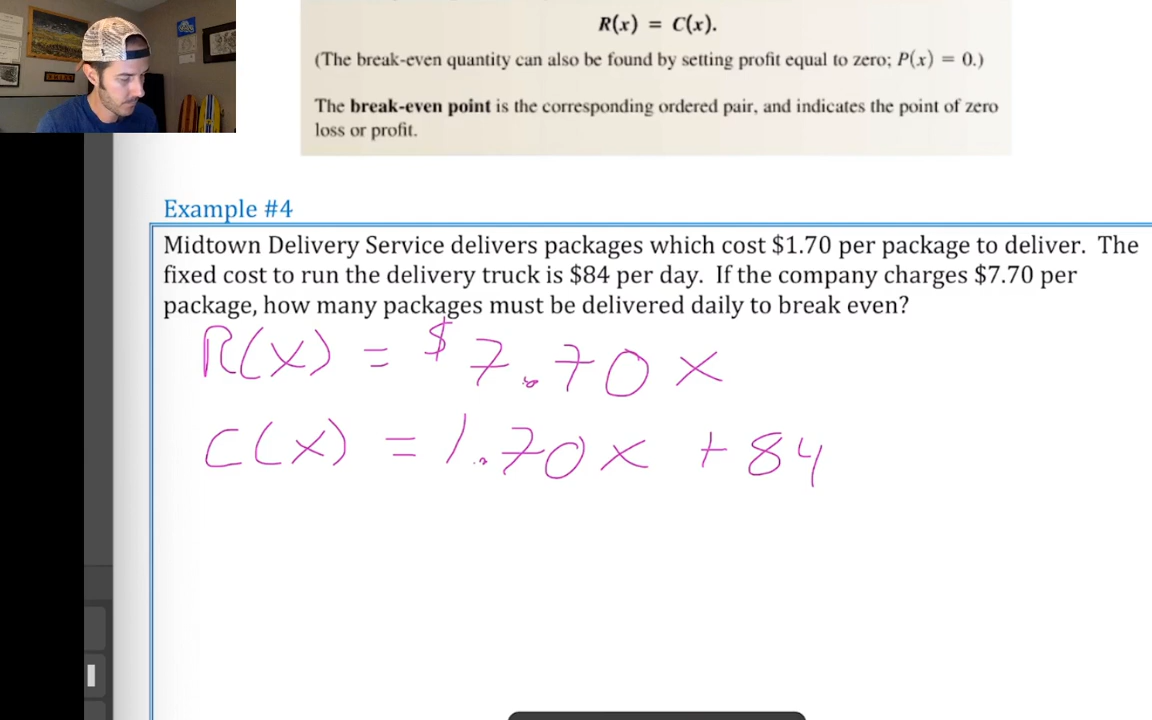 R(x) = C(x).
(The break-even quantity can also be found by setting profit equal to zero; P(x) = 0.)
The break-even point is the corresponding ordered pair, and indicates the point of zero
loss or profit.
Example #4
Midtown Delivery Service delivers packages which cost $1.70 per package to deliver. The
fixed cost to run the delivery truck is $84 per day. If the company charges $7.70 per
package, how many packages must be delivered daily to break even?
R(x) = $7.70x
C(x) = 1.70x + 84